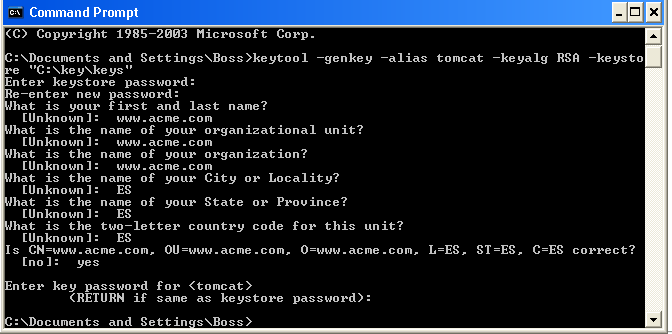 Command Prompt
(C) Copyright 1985-2003 Microsoft Corp.
C:\Documents and Settings\Boss>keytool -genkey -alias tomcat -keyalg RSA -keysto
re "C:\key\keys"
Enter keystore password:
Re-enter new password:
What is your first and last name?
[Unknown]:  www.acme.com
What is the name of your organizational unit?
[Unknown]:  www.acme.com
What is the name of your organization?
[Unknown]:  www.acme.com
What is the name of your City or Locality?
[Unknown]:  ES
What is the name of your State or Province?
[Unknown]:  ES
What is the two-letter country code for this unit?
[Unknown]:  ES
Is CN=www.acme.com, OU=www.acme.com, O=www.acme.com, L=ES, ST=ES, C=ES correct?
[no]:  yes
Enter key password for <tomcat>
(RETURN if same as keystore password):
C:\Documents and Settings\Boss>